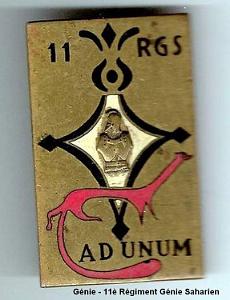 11 RGS
AD UNUM
Génie - 11è Régiment Génie Saharien